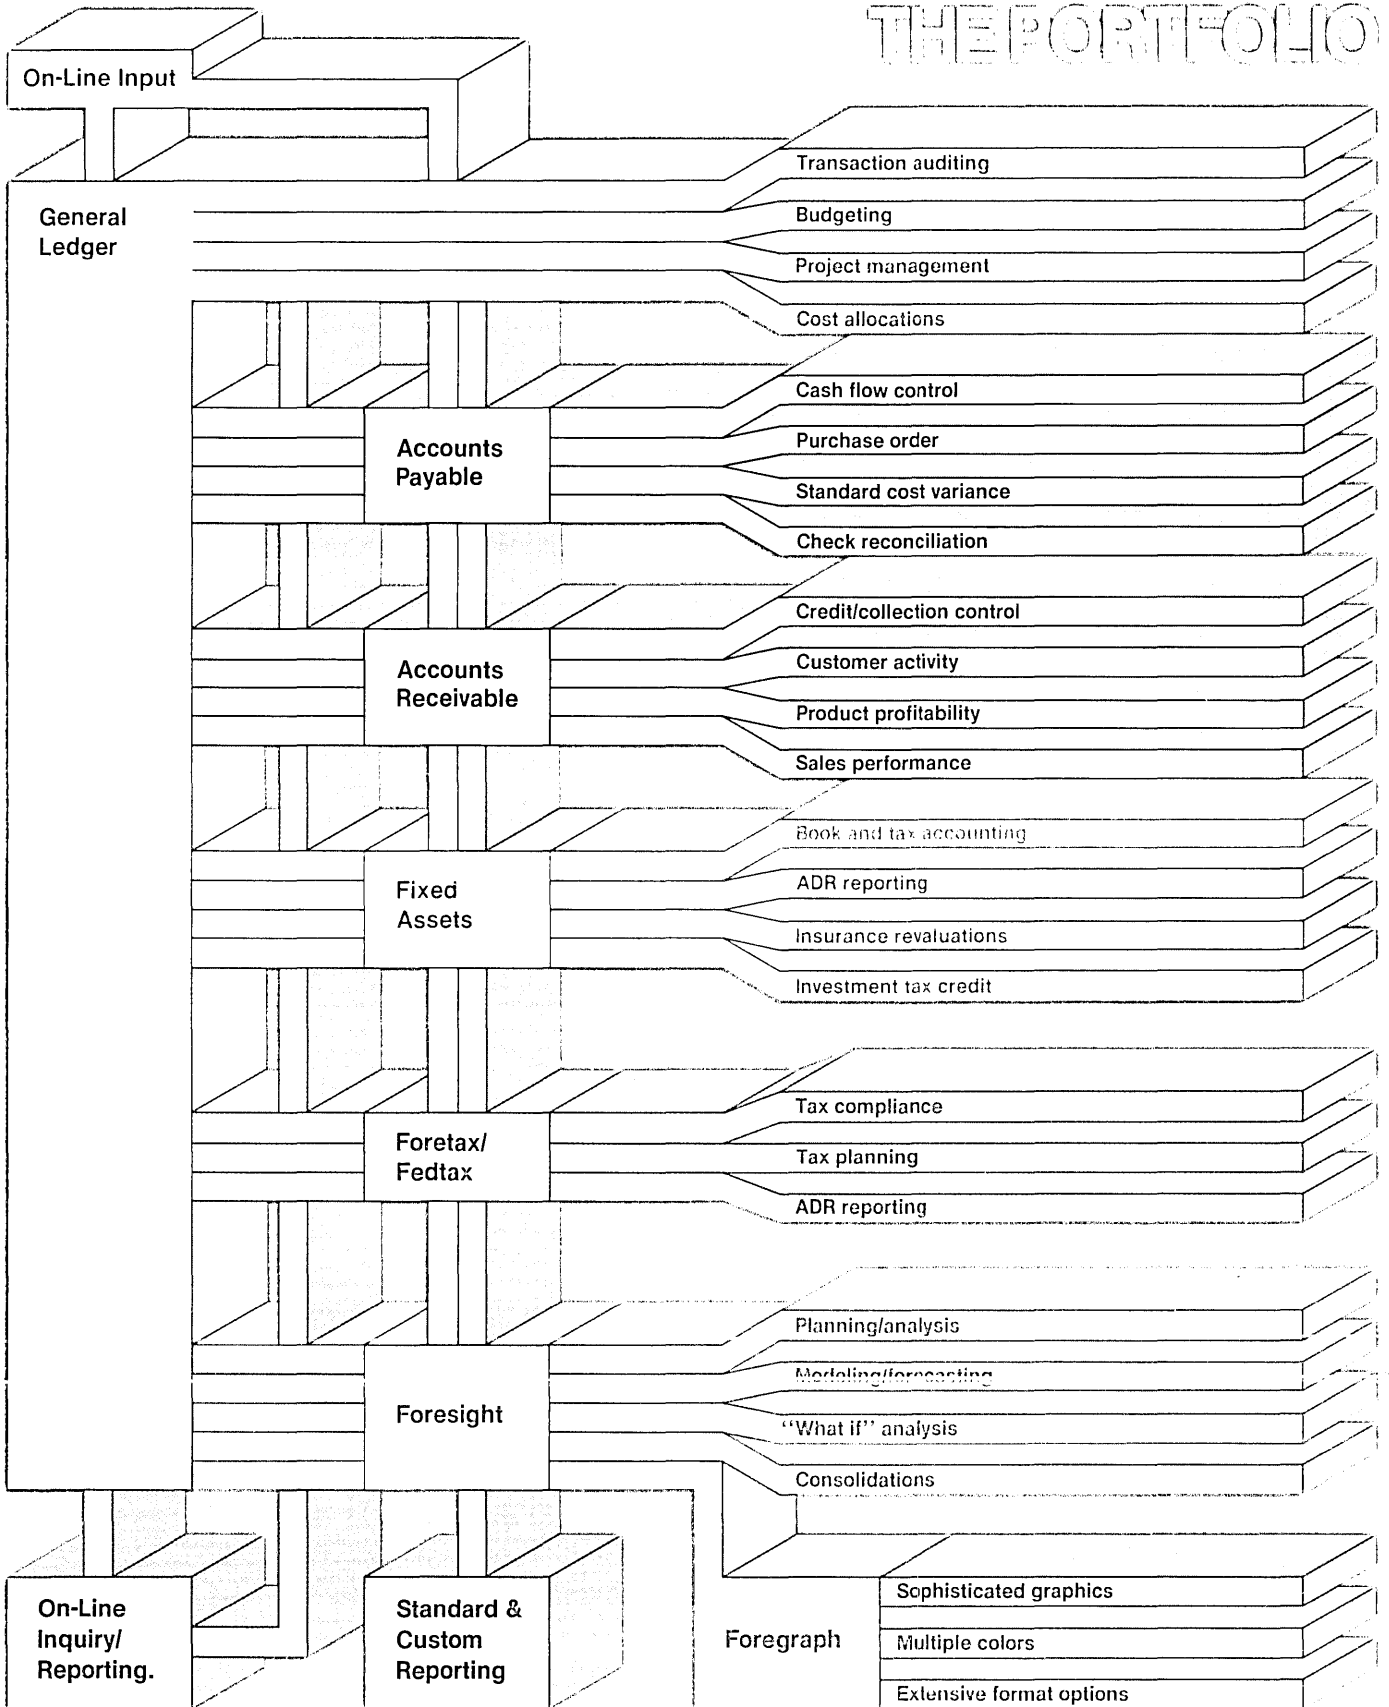 THE PORTFOLIO
On-Line Input
General
Ledger
Transaction auditing
Budgeting
Project management
Cost allocations
Accounts
Payable
Cash flow control
Purchase order
Standard cost variance
Check reconciliation
Accounts
Receivable
Credit/collection control
Customer activity
Product profitability
Sales performance
Fixed
Assets
Book and tax accounting
ADR reporting
Insurance revaluations
Investment tax credit
Foretax/
Fedtax
Tax compliance
Tax planning
ADR reporting
Foresight
Planning/analysis
Modeling/forecasting
“What if” analysis
Consolidations
On-Line
Inquiry/
Reporting.
Standard &
Custom
Reporting
Foregraph
Sophisticated graphics
Multiple colors
Extensive format options